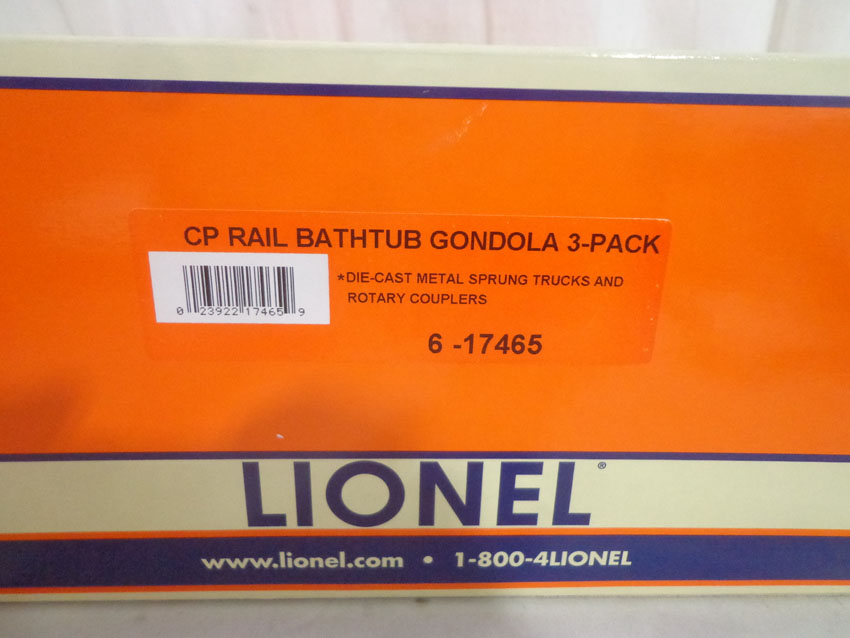 CP RAIL BATHTUB GONDOLA 3-PACK
*DIE-CAST METAL SPRUNG TRUCKS AND
ROTARY COUPLERS
0 23922 17465 9
6 -17465
LIONEL®
www.lionel.com • 1-800-4LIONEL